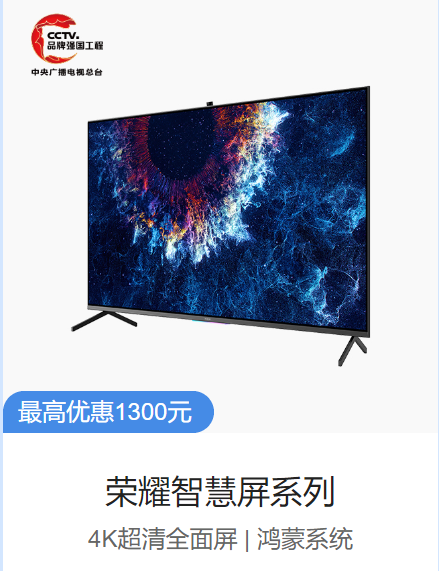 CCTV.
品牌强国工程
中央广播电视总台
最高优惠1300元
荣耀智慧屏系列
4K超清全面屏 | 鸿蒙系统